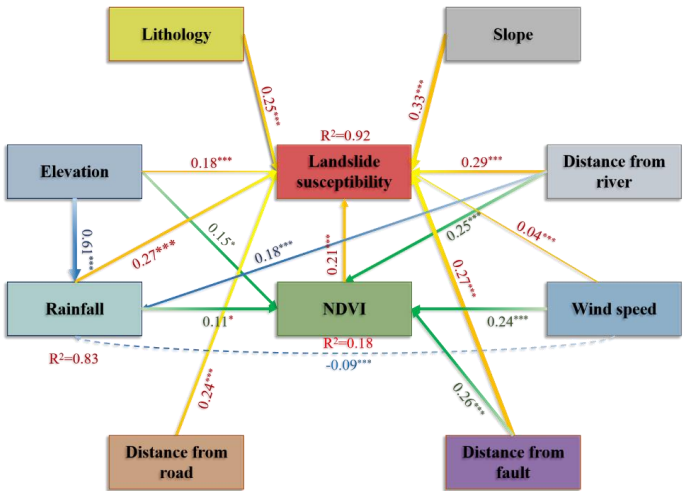 Lithology
Slope
0.25***
0.33***
R²=0.92
Elevation
0.18***
Landslide
susceptibility
0.29***
Distance from
river
0.61***
0.27***
0.15*
0.18***
0.21***
0.25***
0.04***
0.27***
Rainfall
0.11*
NDVI
0.24***
Wind speed
R²=0.83
R²=0.18
-0.09***
0.24***
0.26***
Distance from
road
Distance from
fault